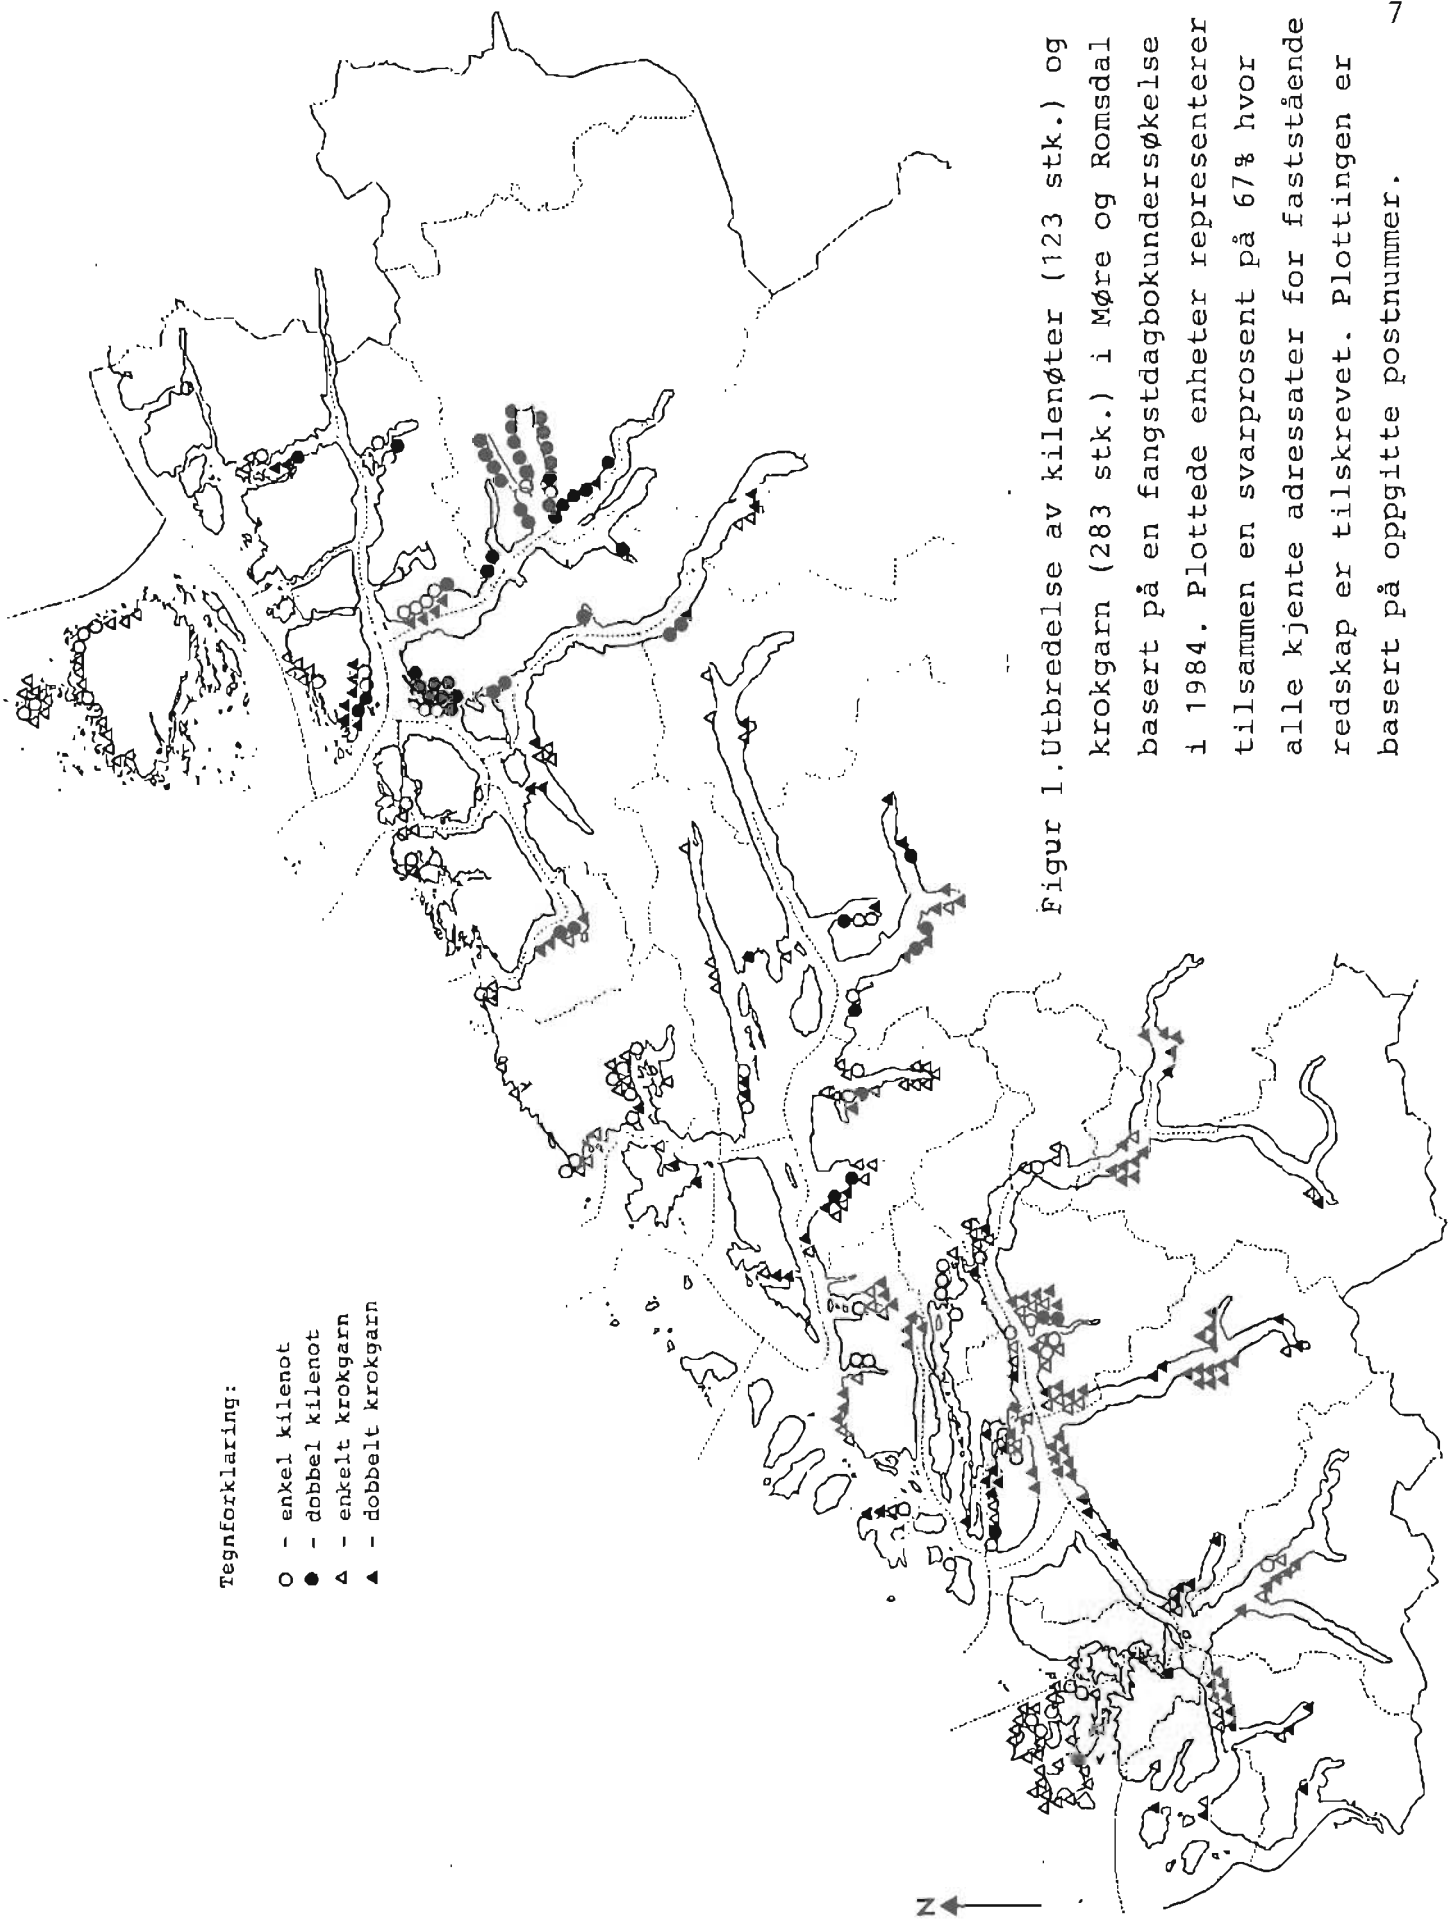 Tegnforklaring:
○ - enkel kilenot
● - dobbel kilenot
△ - enkelt krokgarn
▲ - dobbelt krokgarn
N
Figur 1.Utbredelse av kilenøter (123 stk.) og
krokgarn (283 stk.) i Møre og Romsdal
basert på en fangstdagbokundersøkelse
i 1984. Plottede enheter representerer
tilsammen en svarprosent på 67% hvor
alle kjente adressater for faststående
redskap er tilskrevet. Plottingen er
basert på oppgitte postnummer.
7